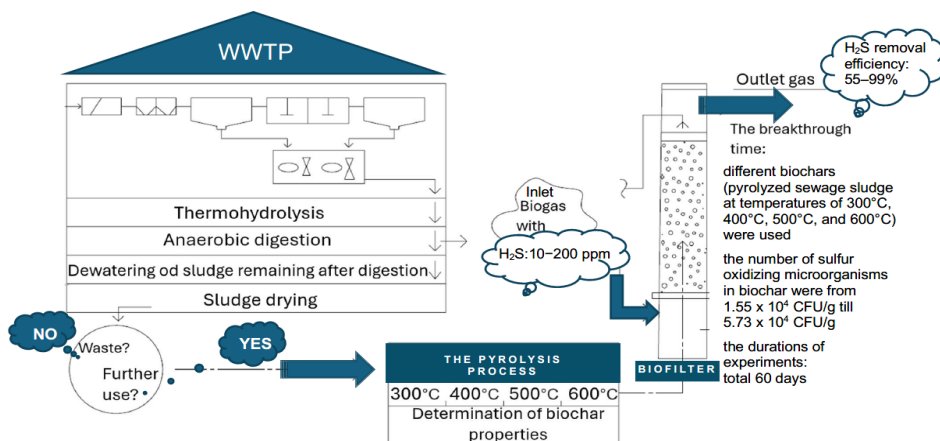 WWTP
Thermohydrolysis
Anaerobic digestion
Dewatering od sludge remaining after digestion
Sludge drying
NO
Waste?
Further
use?
YES
THE PYROLYSIS
PROCESS
300°C 400°C 500°C 600°C
Determination of biochar
properties
Inlet
Biogas
with
H₂S:10−200 ppm
BIOFILTER
Outlet gas
H₂S removal
efficiency:
55–99%
The breakthrough
time:
different biochars
(pyrolyzed sewage sludge
at temperatures of 300°C,
400°C, 500°C, and 600°C)
were used
the number of sulfur
oxidizing microorganisms
in biochar were from
1.55 x 10⁴ CFU/g till
5.73 x 10⁴ CFU/g
the durations of
experiments:
total 60 days